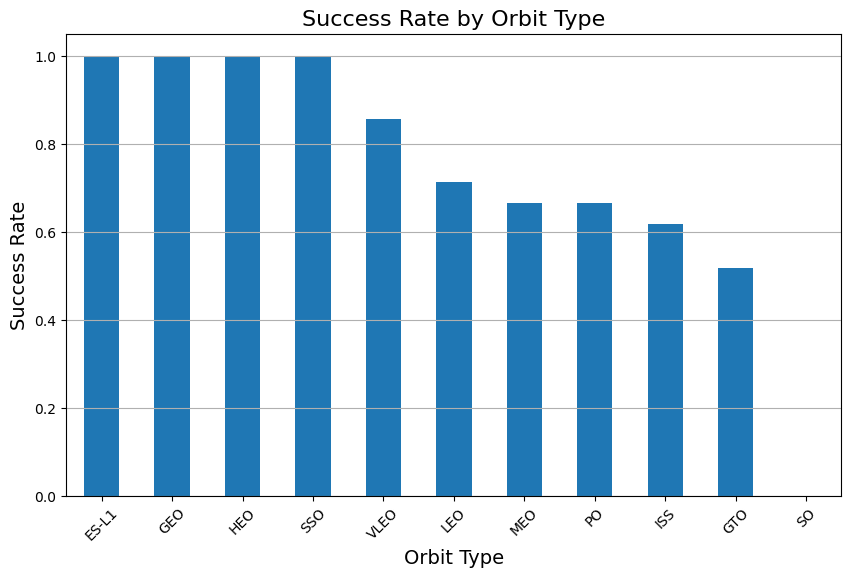 Success Rate by Orbit Type
Success Rate
1.0
0.8
0.6
0.4
0.2
0.0
ES-L1
GEO
HEO
SSO
VLEO
LEO
MEO
PO
ISS
GTO
SO
Orbit Type